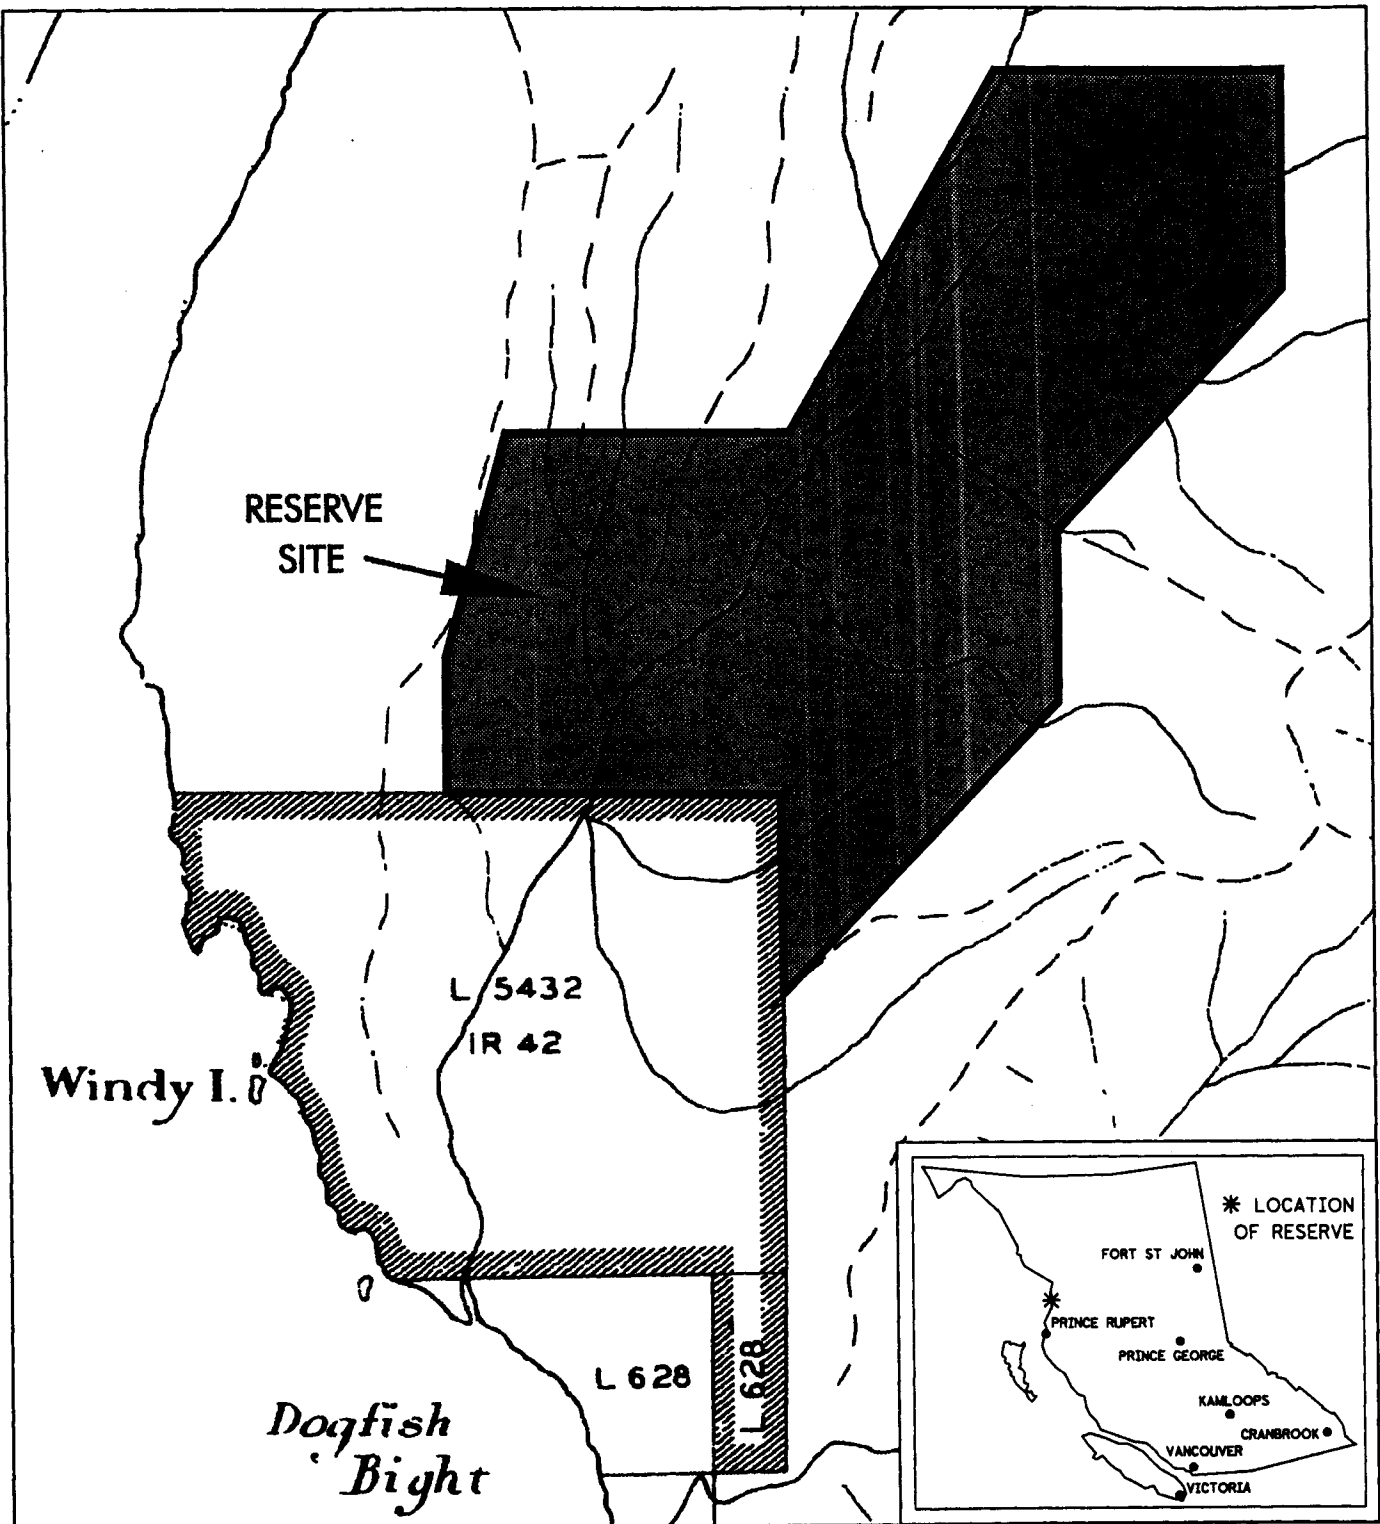 RESERVE
SITE
L 5432
IR 42
Windy I.
L 628
L 628
Dogfish
Bight
* LOCATION
OF RESERVE
FORT ST JOHN
PRINCE RUPERT
PRINCE GEORGE
KAMLOOPS
CRANBROOK
VANCOUVER
VICTORIA